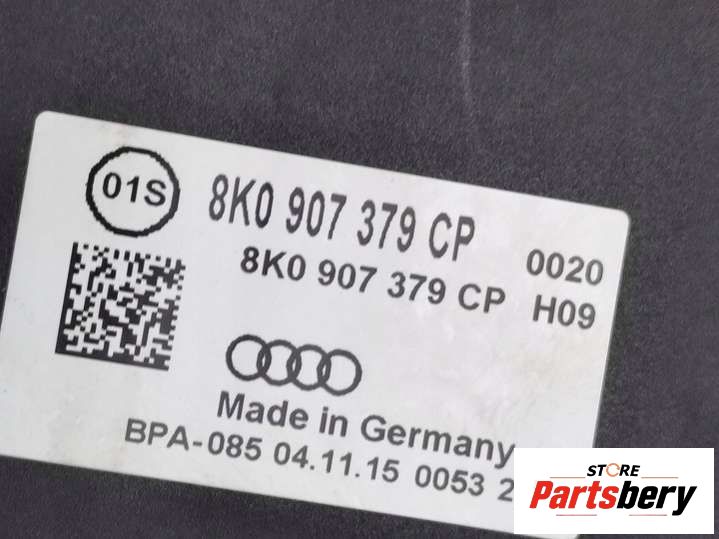 01S
8K0 907 379 CP
8K0 907 379 CP
0020
H09
Made in Germany
BPA-085 04.11.15 0053 2
STORE
Partsbery